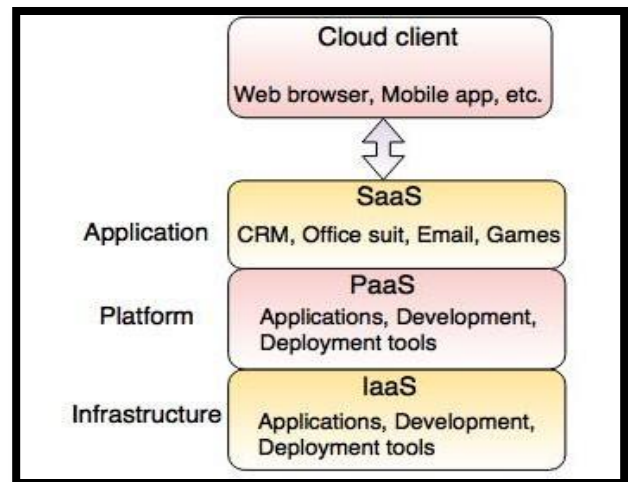 Cloud client
Web browser, Mobile app, etc.
SaaS
Application
CRM, Office suit, Email, Games
PaaS
Platform
Applications, Development,
Deployment tools
IaaS
Infrastructure
Applications, Development,
Deployment tools